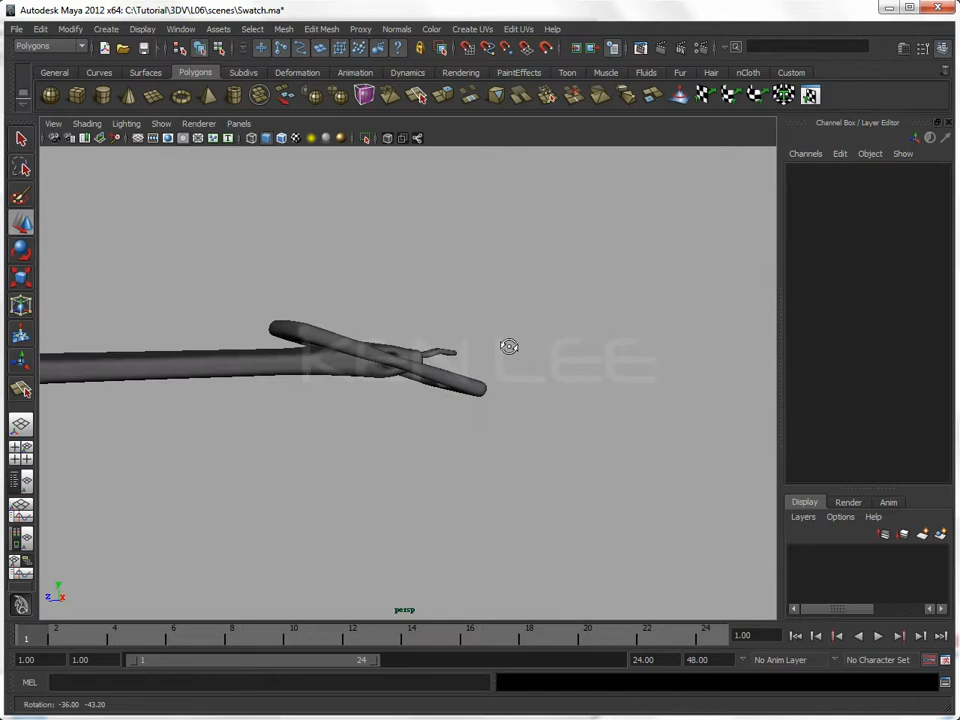 Autodesk Maya 2012 x64: C:\Tutorial\3DV\L06\scenes\Swatch.ma*
File Edit Modify Create Display Window Assets Select Mesh Edit Mesh Proxy Normals Color Create UVs Edit UVs Help
Polygons
General Curves Surfaces Polygons Subdivs Deformation Animation Dynamics Rendering PaintEffects Toon Muscle Fluids Fur Hair nCloth Custom
View Shading Lighting Show Renderer Panels
Channel Box / Layer Editor
Channels Edit Object Show
KEN LEE
Display Render Anim
Layers Options Help
y
z x
persp
1 2 4 6 8 10 12 14 16 18 20 22 24 1.00
1.00 1.00 1 24 24.00 48.00 No Anim Layer No Character Set
MEL
Rotation: -36.00 -43.20